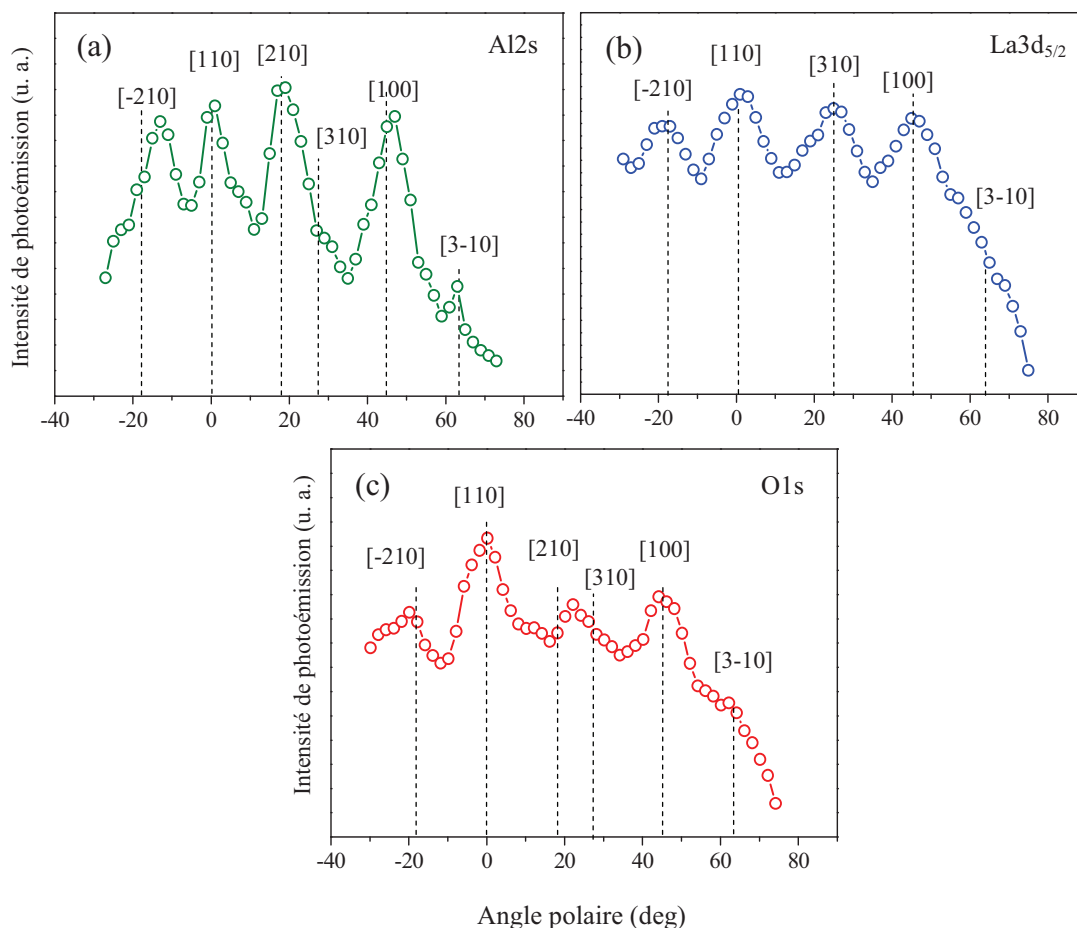 (a)
Al2s
[-210]
[110]
[210]
[310]
[100]
[3-10]
Intensité de photoémission (u. a.)
-40 -20 0 20 40 60 80
(b)
La3d5/2
[-210]
[110]
[310]
[100]
[3-10]
-40 -20 0 20 40 60 80
(c)
O1s
[-210]
[110]
[210]
[310]
[100]
[3-10]
Intensité de photoémission (u. a.)
-40 -20 0 20 40 60 80
Angle polaire (deg)